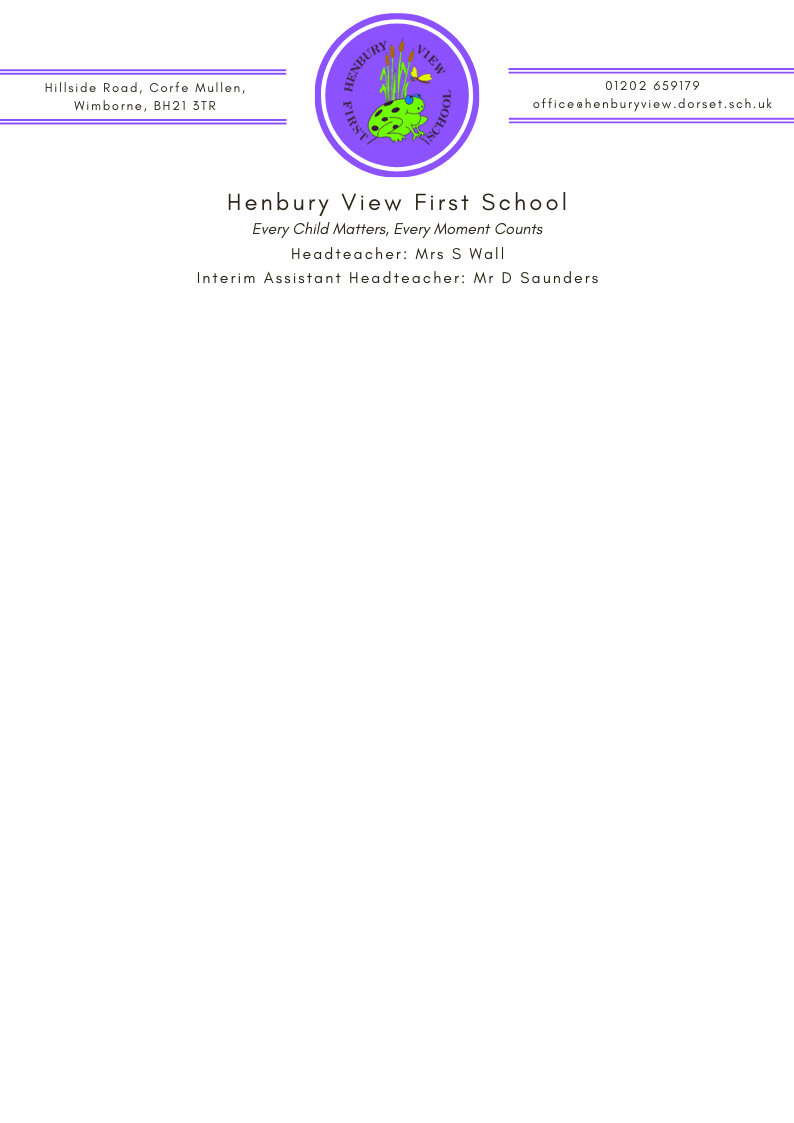 Hillside Road, Corfe Mullen,
Wimborne, BH21 3TR
HENBURY VIEW
FIRST SCHOOL
01202 659179
office@henburyview.dorset.sch.uk
Henbury View First School
Every Child Matters, Every Moment Counts
Headteacher: Mrs S Wall
Interim Assistant Headteacher: Mr D Saunders